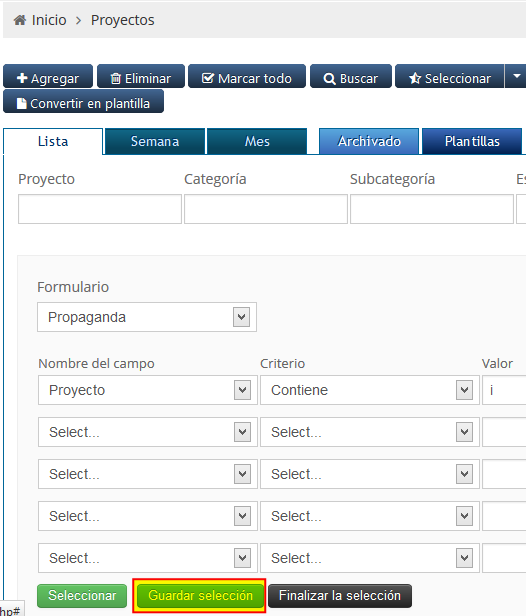 Inicio > Proyectos
Agregar Eliminar Marcar todo Buscar Seleccionar
Convertir en plantilla
Lista Semana Mes Archivado Plantillas
Proyecto Categoría Subcategoría Es
Formulario
Propaganda
Nombre del campo Criterio Valor
Proyecto Contiene i
Select... Select...
Select... Select...
Select... Select...
Select... Select...
Seleccionar Guardar selección Finalizar la selección
hp#